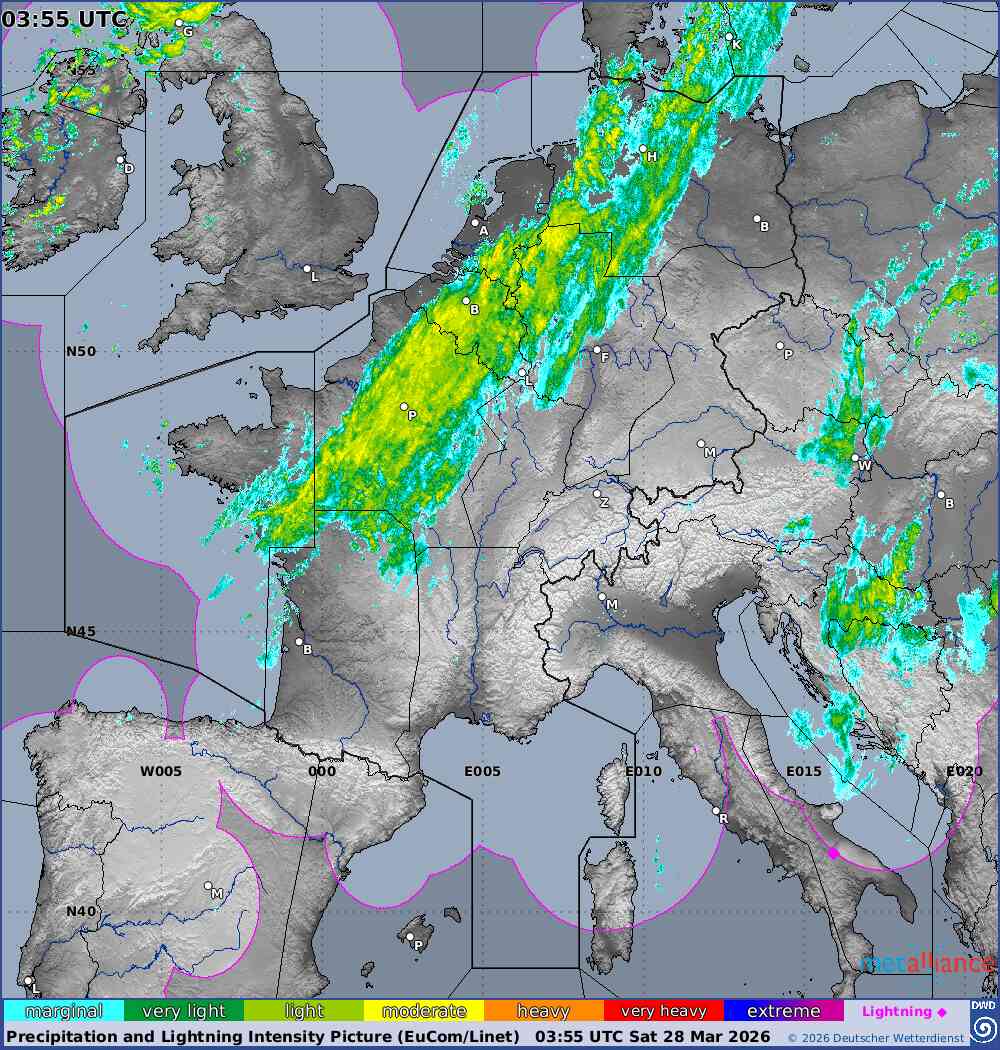 03:55 UTC
G
K
N55
H
D
A
B
L
B
N50
F
P
L
P
M
W
Z
B
M
N45
B
W005
000
E005
E010
E015
E020
R
M
N40
P
L
metalliance
marginal very light light moderate heavy very heavy extreme Lightning ◆
DWD
Precipitation and Lightning Intensity Picture (EuCom/Linet) 03:55 UTC Sat 28 Mar 2026 © 2026 Deutscher Wetterdienst